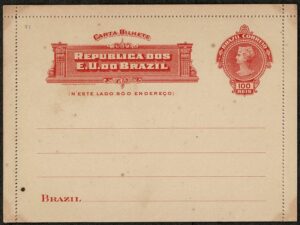 CARTA BILHETE
REPUBLICA DOS
E.U. DO BRAZIL
(N'ESTE LADO SÓ O ENDEREÇO)
BRAZIL CORREIO
100
REIS
BRAZIL